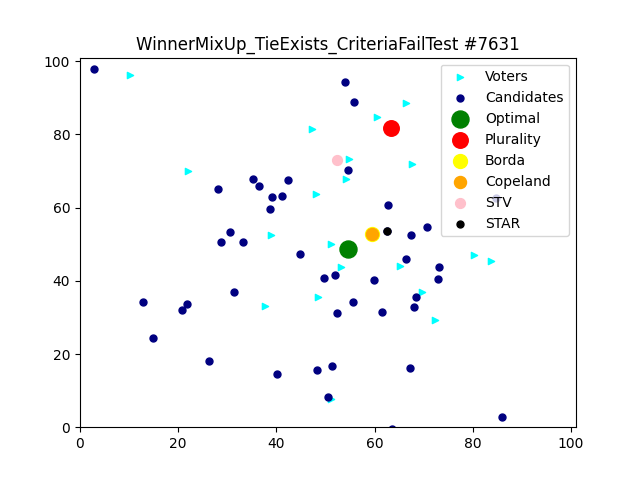 WinnerMixUp_TieExists_CriteriaFailTest #7631
100
80
60
40
20
0
0 20 40 60 80 100
Voters
Candidates
Optimal
Plurality
Borda
Copeland
STV
STAR